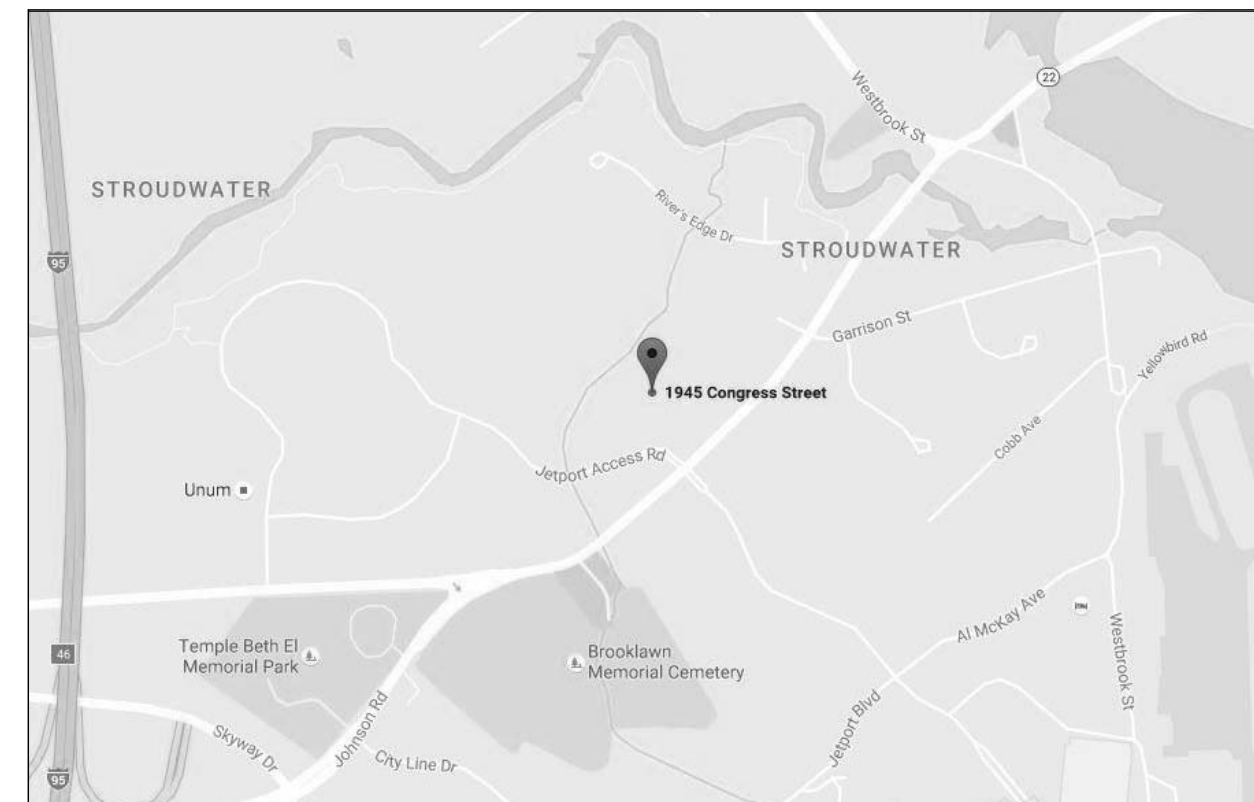 22
Westbrook St
STROUDWATER
River's Edge Dr
STROUDWATER
95
Garrison St
Yellowbird Rd
1945 Congress Street
Cobb Ave
Jetport Access Rd
Unum
Al McKay Ave
Temple Beth El
Memorial Park
46
Brooklawn
Memorial Cemetery
Westbrook St
Johnson Rd
Jetport Blvd
Skyway Dr
City Line Dr
95